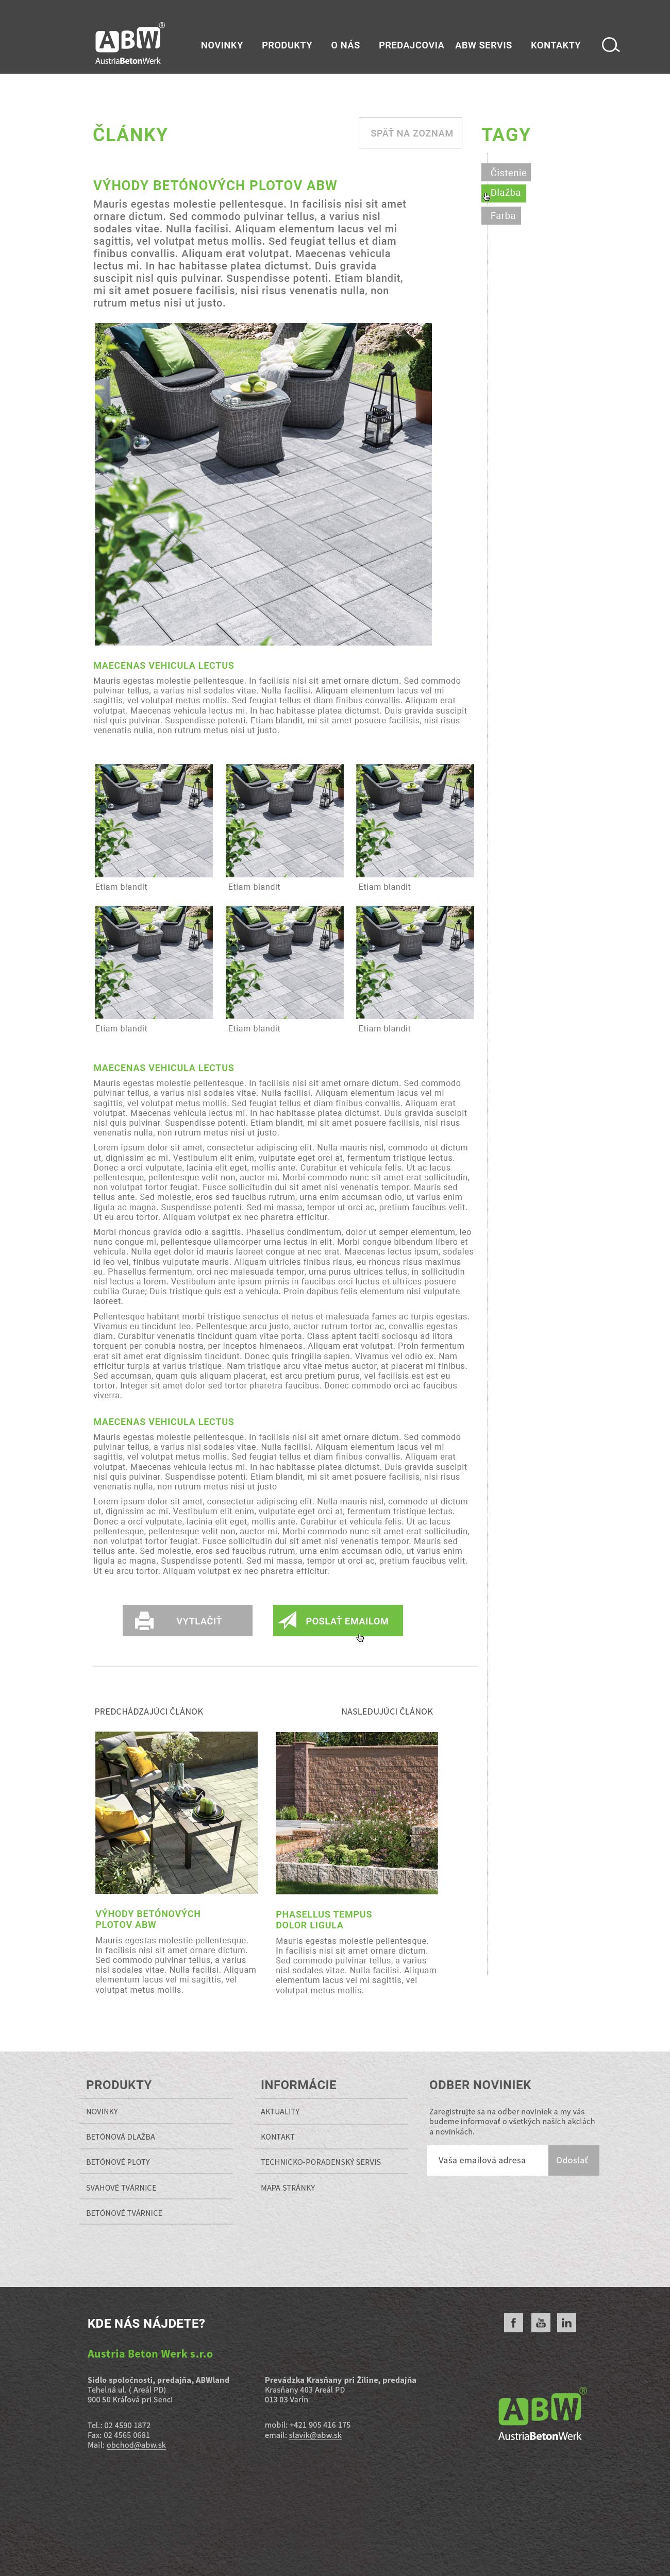 ABW®
AustriaBetonWerk
NOVINKY PRODUKTY O NÁS PREDAJCOVIA ABW SERVIS KONTAKTY
ČLÁNKY
SPÄŤ NA ZOZNAM
TAGY
Čistenie
Dlažba
Farba
VÝHODY BETÓNOVÝCH PLOTOV ABW
Mauris egestas molestie pellentesque. In facilisis nisi sit amet
ornare dictum. Sed commodo pulvinar tellus, a varius nisl
sodales vitae. Nulla facilisi. Aliquam elementum lacus vel mi
sagittis, vel volutpat metus mollis. Sed feugiat tellus et diam
finibus convallis. Aliquam erat volutpat. Maecenas vehicula
lectus mi. In hac habitasse platea dictumst. Duis gravida
suscipit nisl quis pulvinar. Suspendisse potenti. Etiam blandit,
mi sit amet posuere facilisis, nisi risus venenatis nulla, non
rutrum metus nisi ut justo.
MAECENAS VEHICULA LECTUS
Mauris egestas molestie pellentesque. In facilisis nisi sit amet ornare dictum. Sed commodo
pulvinar tellus, a varius nisl sodales vitae. Nulla facilisi. Aliquam elementum lacus vel mi
sagittis, vel volutpat metus mollis. Sed feugiat tellus et diam finibus convallis. Aliquam erat
volutpat. Maecenas vehicula lectus mi. In hac habitasse platea dictumst. Duis gravida suscipit
nisl quis pulvinar. Suspendisse potenti. Etiam blandit, mi sit amet posuere facilisis, nisi risus
venenatis nulla, non rutrum metus nisi ut justo.
Etiam blandit
Etiam blandit
Etiam blandit
Etiam blandit
Etiam blandit
Etiam blandit
MAECENAS VEHICULA LECTUS
Mauris egestas molestie pellentesque. In facilisis nisi sit amet ornare dictum. Sed commodo
pulvinar tellus, a varius nisl sodales vitae. Nulla facilisi. Aliquam elementum lacus vel mi
sagittis, vel volutpat metus mollis. Sed feugiat tellus et diam finibus convallis. Aliquam erat
volutpat. Maecenas vehicula lectus mi. In hac habitasse platea dictumst. Duis gravida suscipit
nisl quis pulvinar. Suspendisse potenti. Etiam blandit, mi sit amet posuere facilisis, nisi risus
venenatis nulla, non rutrum metus nisi ut justo.
Lorem ipsum dolor sit amet, consectetur adipiscing elit. Nulla mauris nisl, commodo ut dictum
ut, dignissim ac mi. Vestibulum elit enim, vulputate eget orci at, fermentum tristique lectus.
Donec a orci vulputate, lacinia elit eget, mollis ante. Curabitur et vehicula felis. Ut ac lacus
pellentesque, pellentesque velit non, auctor mi. Morbi commodo nunc sit amet erat sollicitudin,
non volutpat tortor feugiat. Fusce sollicitudin dui sit amet nisi venenatis tempor. Mauris sed
tellus ante. Sed molestie, eros sed faucibus rutrum, urna enim accumsan odio, ut varius enim
ligula ac magna. Suspendisse potenti. Sed mi massa, tempor ut orci ac, pretium faucibus velit.
Ut eu arcu tortor. Aliquam volutpat ex nec pharetra efficitur.
Morbi rhoncus gravida odio a sagittis. Phasellus condimentum, dolor ut semper elementum, leo
nunc congue mi, pellentesque ullamcorper urna lectus in elit. Morbi congue bibendum libero et
vehicula. Nulla eget dolor id mauris laoreet congue at nec erat. Maecenas lectus ipsum, sodales
id leo vel, finibus vulputate mauris. Aliquam ultricies finibus risus, eu rhoncus risus maximus
eu. Phasellus fermentum, orci nec malesuada tempor, urna purus ultrices tellus, in sollicitudin
nisl lectus a lorem. Vestibulum ante ipsum primis in faucibus orci luctus et ultrices posuere
cubilia Curae; Duis tristique quis est a vehicula. Proin dapibus felis elementum nisi vulputate
laoreet.
Pellentesque habitant morbi tristique senectus et netus et malesuada fames ac turpis egestas.
Vivamus eu tincidunt leo. Pellentesque arcu justo, auctor rutrum tortor ac, convallis egestas
diam. Curabitur venenatis tincidunt quam vitae porta. Class aptent taciti sociosqu ad litora
torquent per conubia nostra, per inceptos himenaeos. Aliquam erat volutpat. Proin fermentum
erat sit amet erat dignissim tincidunt. Donec quis fringilla sapien. Vivamus vel odio ex. Nam
efficitur turpis at varius tristique. Nam tristique arcu vitae metus auctor, at placerat mi finibus.
Sed accumsan, quam quis aliquam placerat, est arcu pretium purus, vel facilisis est est eu
tortor. Integer sit amet dolor sed tortor pharetra faucibus. Donec commodo orci ac faucibus
viverra.
MAECENAS VEHICULA LECTUS
Mauris egestas molestie pellentesque. In facilisis nisi sit amet ornare dictum. Sed commodo
pulvinar tellus, a varius nisl sodales vitae. Nulla facilisi. Aliquam elementum lacus vel mi
sagittis, vel volutpat metus mollis. Sed feugiat tellus et diam finibus convallis. Aliquam erat
volutpat. Maecenas vehicula lectus mi. In hac habitasse platea dictumst. Duis gravida suscipit
nisl quis pulvinar. Suspendisse potenti. Etiam blandit, mi sit amet posuere facilisis, nisi risus
venenatis nulla, non rutrum metus nisi ut justo
Lorem ipsum dolor sit amet, consectetur adipiscing elit. Nulla mauris nisl, commodo ut dictum
ut, dignissim ac mi. Vestibulum elit enim, vulputate eget orci at, fermentum tristique lectus.
Donec a orci vulputate, lacinia elit eget, mollis ante. Curabitur et vehicula felis. Ut ac lacus
pellentesque, pellentesque velit non, auctor mi. Morbi commodo nunc sit amet erat sollicitudin,
non volutpat tortor feugiat. Fusce sollicitudin dui sit amet nisi venenatis tempor. Mauris sed
tellus ante. Sed molestie, eros sed faucibus rutrum, urna enim accumsan odio, ut varius enim
ligula ac magna. Suspendisse potenti. Sed mi massa, tempor ut orci ac, pretium faucibus velit.
Ut eu arcu tortor. Aliquam volutpat ex nec pharetra efficitur.
VYTLAČIŤ
POSLAŤ EMAILOM
PREDCHÁDZAJÚCI ČLÁNOK
NASLEDUJÚCI ČLÁNOK
VÝHODY BETÓNOVÝCH
PLOTOV ABW
Mauris egestas molestie pellentesque.
In facilisis nisi sit amet ornare dictum.
Sed commodo pulvinar tellus, a varius
nisl sodales vitae. Nulla facilisi. Aliquam
elementum lacus vel mi sagittis, vel
volutpat metus mollis.
PHASELLUS TEMPUS
DOLOR LIGULA
Mauris egestas molestie pellentesque.
In facilisis nisi sit amet ornare dictum.
Sed commodo pulvinar tellus, a varius
nisl sodales vitae. Nulla facilisi. Aliquam
elementum lacus vel mi sagittis, vel
volutpat metus mollis.
PRODUKTY
NOVINKY
BETÓNOVÁ DLAŽBA
BETÓNOVÉ PLOTY
SVAHOVÉ TVÁRNICE
BETÓNOVÉ TVÁRNICE
INFORMÁCIE
AKTUALITY
KONTAKT
TECHNICKO-PORADENSKÝ SERVIS
MAPA STRÁNKY
ODBER NOVINIEK
Zaregistrujte sa na odber noviniek a my vás
budeme informovať o všetkých našich akciách
a novinkách.
Vaša emailová adresa
Odoslať
KDE NÁS NÁJDETE?
f You Tube in
Austria Beton Werk s.r.o
Sídlo spoločnosti, predajňa, ABWland
Tehelná ul. ( Areál PD)
900 50 Kráľová pri Senci
Tel.: 02 4590 1872
Fax: 02 4565 0681
Mail: obchod@abw.sk
Prevádzka Krasňany pri Žiline, predajňa
Krasňany 403 Areál PD
013 03 Varín
mobil: +421 905 416 175
email: slavik@abw.sk
ABW®
AustriaBetonWerk